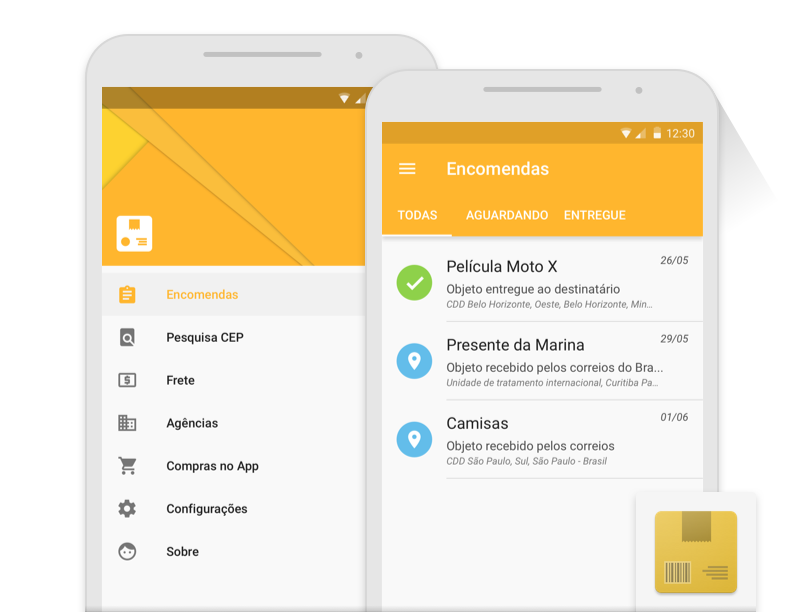 Encomendas
Pesquisa CEP
Frete
Agências
Compras no App
Configurações
Sobre
12:30
Encomendas
TODAS AGUARDANDO ENTREGUE
Película Moto X 26/05
Objeto entregue ao destinatário
CDD Belo Horizonte, Oeste, Belo Horizonte, Min...
Presente da Marina 29/05
Objeto recebido pelos correios do Bra...
Unidade de tratamento internacional, Curitiba Pa...
Camisas 01/06
Objeto recebido pelos correios
CDD São Paulo, Sul, São Paulo - Brasil